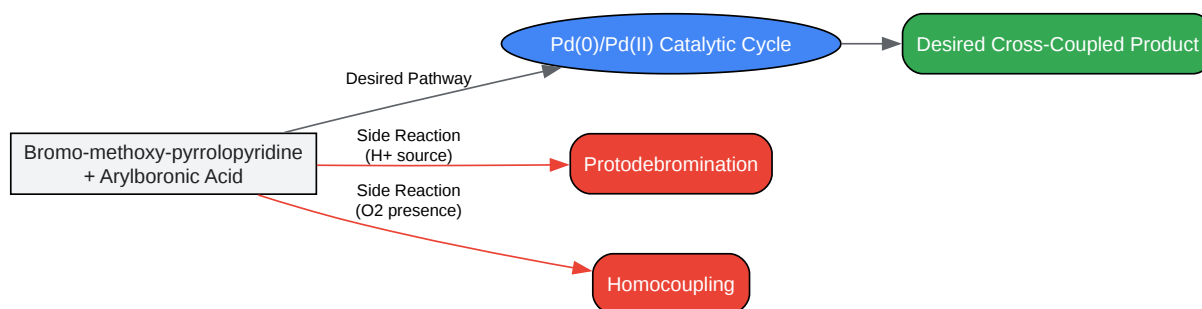 Pd(0)/Pd(II) Catalytic Cycle
Desired Cross-Coupled Product
Desired Pathway
Bromo-methoxy-pyrrolopyridine
+ Arylboronic Acid
Side Reaction
(H+ source)
Protodebromination
Side Reaction
(O2 presence)
Homocoupling